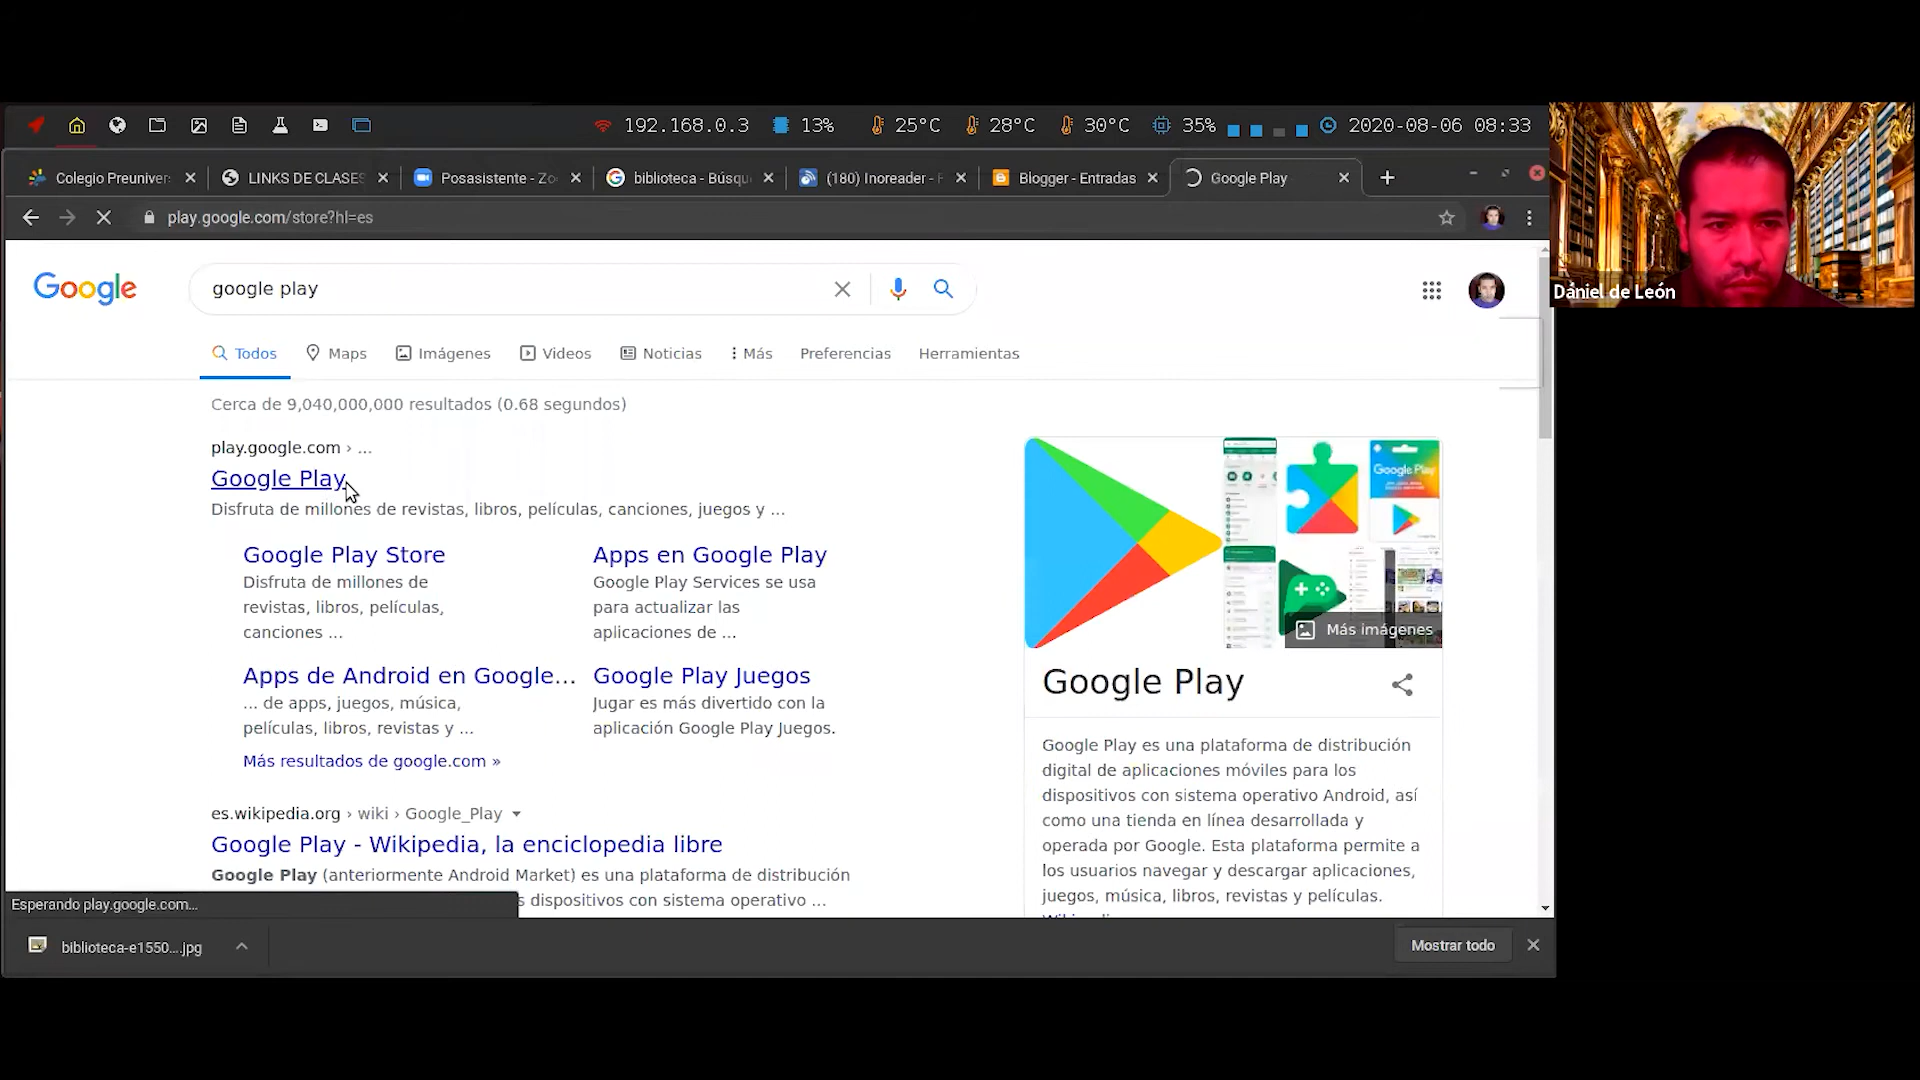 192.168.0.3 13% 25°C 28°C 30°C 35% 2020-08-06 08:33
Colegio Preuniver LINKS DE CLASES Posasistente - Zo biblioteca - Búsqu (180) Inoreader - F Blogger - Entradas Google Play
play.google.com/store?hl=es
Google
google play
Todos Maps Imágenes Videos Noticias Más Preferencias Herramientas
Cerca de 9,040,000,000 resultados (0.68 segundos)
play.google.com › ...
Google Play
Disfruta de millones de revistas, libros, películas, canciones, juegos y ...
Google Play Store
Disfruta de millones de
revistas, libros, películas,
canciones ...
Apps en Google Play
Google Play Services se usa
para actualizar las
aplicaciones de ...
Apps de Android en Google...
... de apps, juegos, música,
películas, libros, revistas y ...
Google Play Juegos
Jugar es más divertido con la
aplicación Google Play Juegos.
Más resultados de google.com »
es.wikipedia.org › wiki › Google_Play
Google Play - Wikipedia, la enciclopedia libre
Google Play (anteriormente Android Market) es una plataforma de distribución
s dispositivos con sistema operativo ...
Google Play
Más imágenes
Google Play
Google Play es una plataforma de distribución
digital de aplicaciones móviles para los
dispositivos con sistema operativo Android, así
como una tienda en línea desarrollada y
operada por Google. Esta plataforma permite a
los usuarios navegar y descargar aplicaciones,
juegos, música, libros, revistas y películas.
Esperando play.google.com...
biblioteca-e1550....jpg
Mostrar todo
Dániel de León